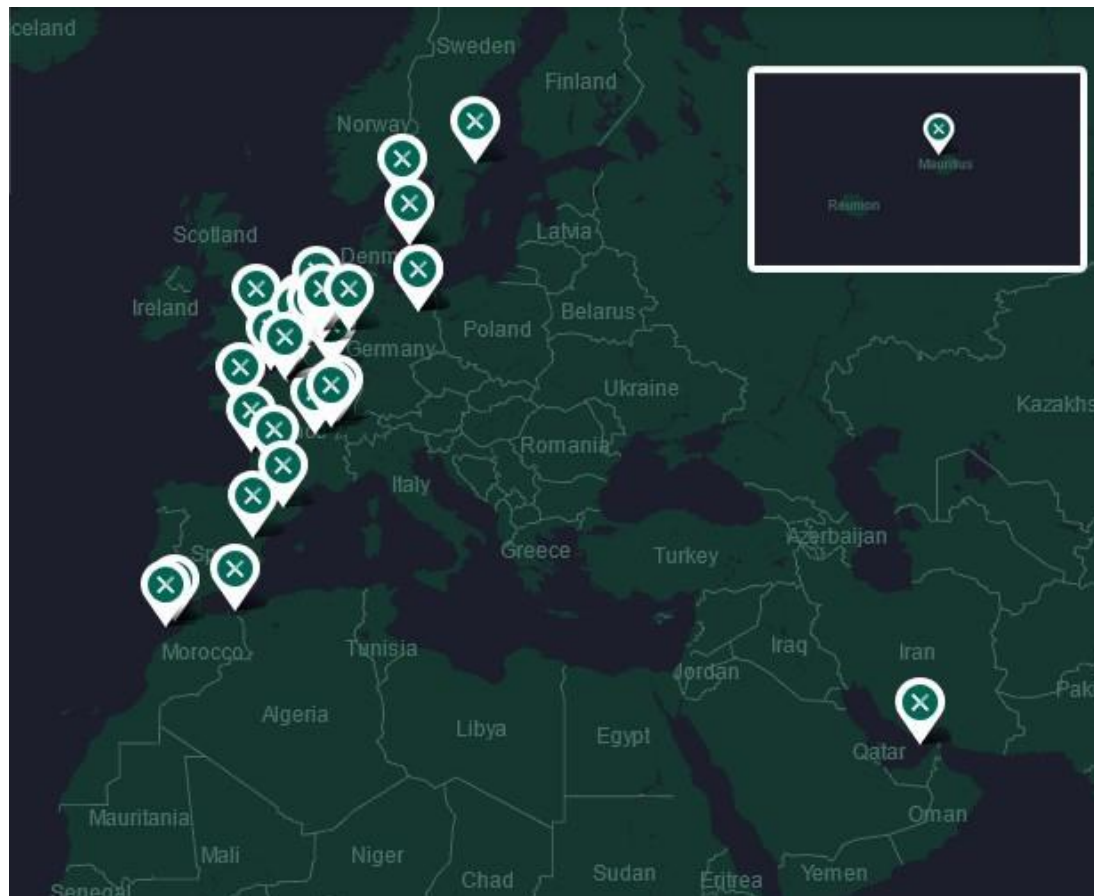 celand
Sweden
Finland
Norway
Mauritius
Réunion
Scotland
Latvia
Denm
Ireland
Belarus
Poland
Germany
Ukraine
Kazakhs
Romania
Italy
Azerbaijan
Greece
Turkey
Sp
Morocco
Tunisia
Iraq
Iran
Jordan
Pak
Algeria
Libya
Egypt
Qatar
Mauritania
Oman
Mali
Niger
Chad
Sudan
Eritrea
Yemen
Senegal